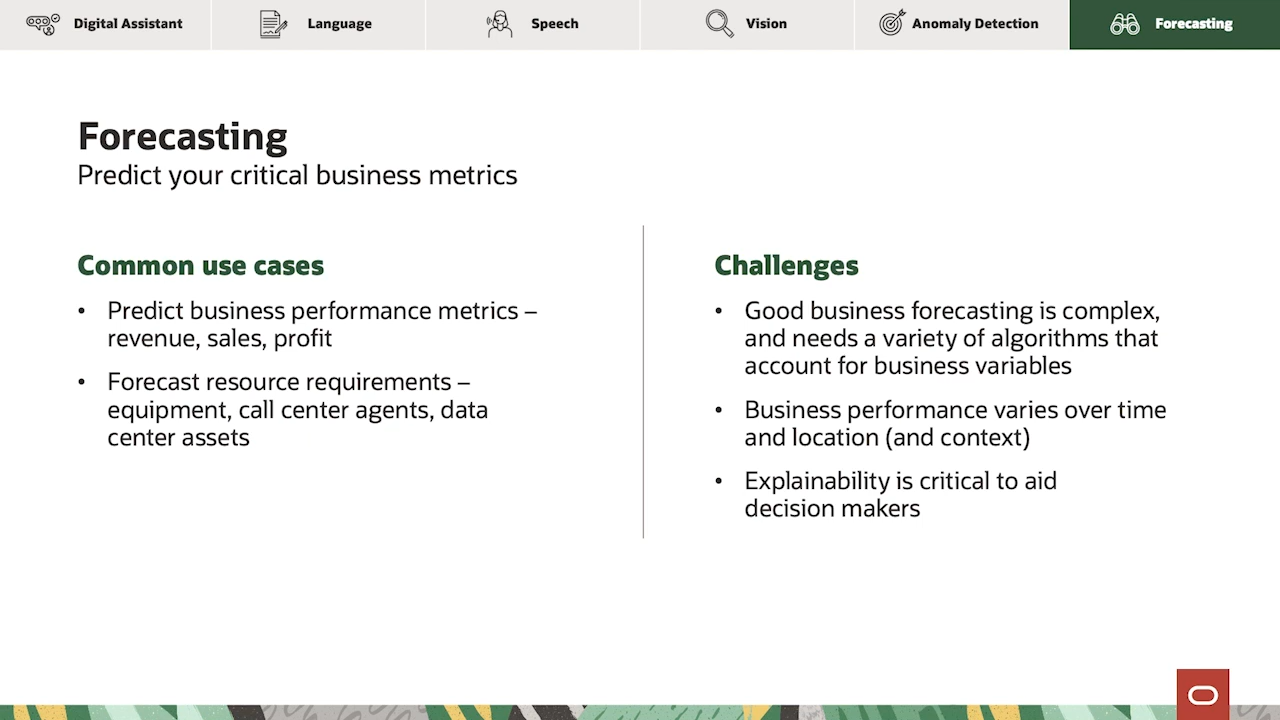 Digital Assistant
Language
Speech
Vision
Anomaly Detection
Forecasting
Forecasting
Predict your critical business metrics
Common use cases
• Predict business performance metrics –
revenue, sales, profit
• Forecast resource requirements –
equipment, call center agents, data
center assets
Challenges
• Good business forecasting is complex,
and needs a variety of algorithms that
account for business variables
• Business performance varies over time
and location (and context)
• Explainability is critical to aid
decision makers